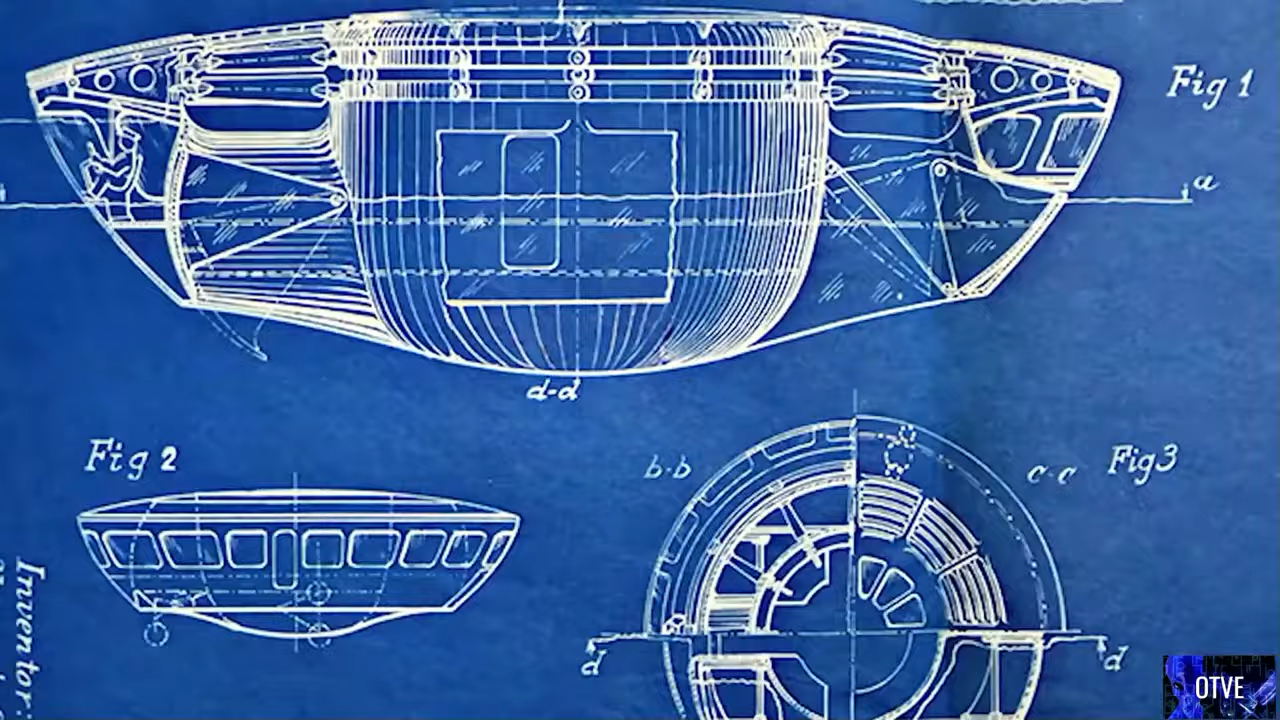 Fig 1
a
d-d
Fig 2
b-b
c-c
Fig3
Inventor:
d
d
OTVE